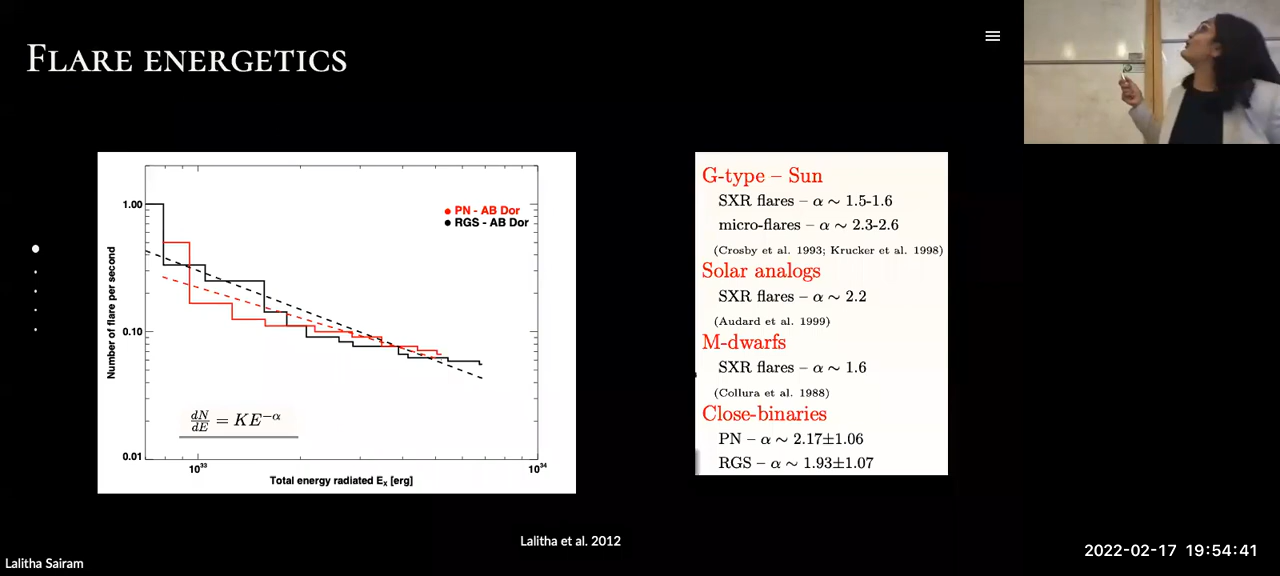 FLARE ENERGETICS
Number of flare per second
1.00
0.10
0.01
PN - AB Dor
RGS - AB Dor
dN/dE = KE^−α
10^33
10^34
Total energy radiated E_X [erg]
G-type – Sun
SXR flares – α ∼ 1.5-1.6
micro-flares – α ∼ 2.3-2.6
(Crosby et al. 1993; Krucker et al. 1998)
Solar analogs
SXR flares – α ∼ 2.2
(Audard et al. 1999)
M-dwarfs
SXR flares – α ∼ 1.6
(Collura et al. 1988)
Close-binaries
PN – α ∼ 2.17±1.06
RGS – α ∼ 1.93±1.07
Lalitha et al. 2012
Lalitha Sairam
2022-02-17 19:54:41